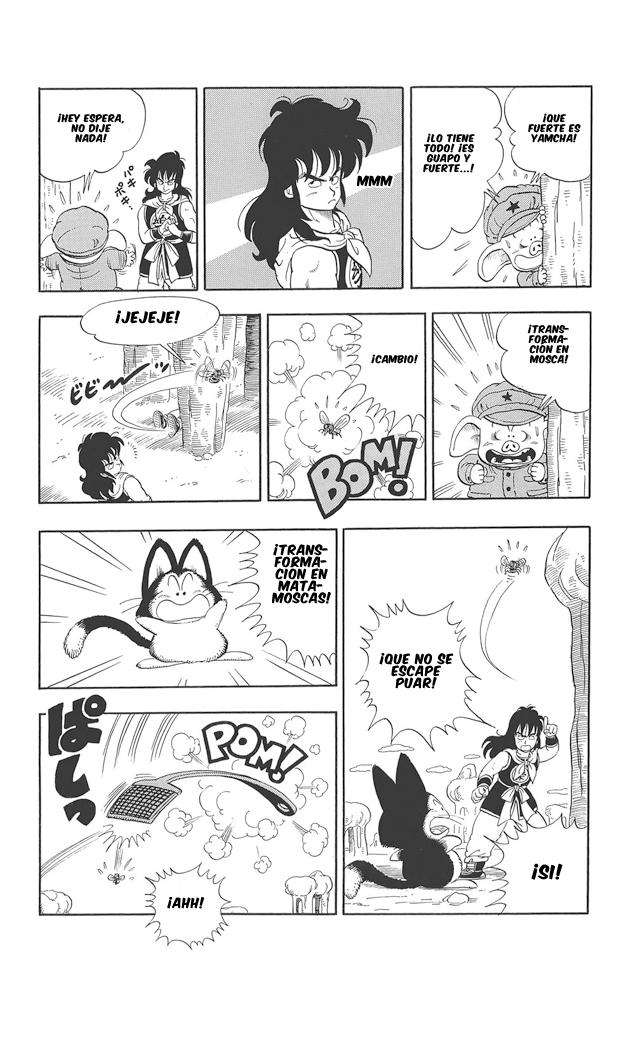 ¡QUE
FUERTE ES
YAMCHA!
¡LO TIENE
TODO! ¡ES
GUAPO Y
FUERTE...!
MMM
¡HEY ESPERA,
NO DIJE
NADA!
ポキ
ポキ..
¡TRANS-
FORMA-
CION EN
MOSCA!
¡CAMBIO!
BOM!
¡JEJEJE!
ビビ〜ッ
¡QUE NO SE
ESCAPE
PUAR!
¡SI!
¡TRANS-
FORMA-
CION EN
MATA-
MOSCAS!
POM!
ぱしっ
¡AHH!